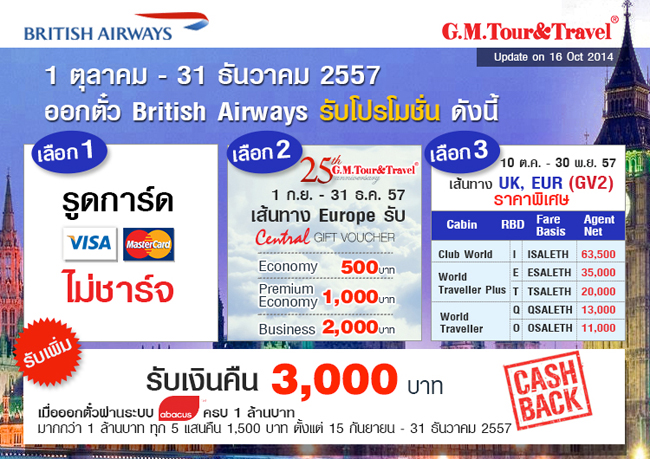 BRITISH AIRWAYS
G.M.Tour&Travel®
Update on 16 Oct 2014
1 ตุลาคม - 31 ธันวาคม 2557
ออกตั๋ว British Airways รับโปรโมชั่น ดังนี้
เลือก 1
รูดการ์ด
VISA MasterCard
ไม่ชาร์จ
เลือก 2
25th G.M.Tour&Travel®
anniversary
1 ก.ย. - 31 ธ.ค. 57
เส้นทาง Europe รับ
Central GIFT VOUCHER
Economy 500 บาท
Premium Economy 1,000 บาท
Business 2,000 บาท
เลือก 3
10 ต.ค. - 30 พ.ย. 57
เส้นทาง UK, EUR (GV2)
ราคาพิเศษ
Cabin RBD Fare Basis Agent Net
Club World I ISALETH 63,500
World Traveller Plus E ESALETH 35,000
T TSALETH 20,000
World Traveller Q QSALETH 13,000
O OSALETH 11,000
รับเพิ่ม
รับเงินคืน 3,000 บาท
CASH BACK
เมื่อออกตั๋วผ่านระบบ abacus ครบ 1 ล้านบาท
มากกว่า 1 ล้านบาท ทุก 5 แสนคืน 1,500 บาท ตั้งแต่ 15 กันยายน - 31 ธันวาคม 2557